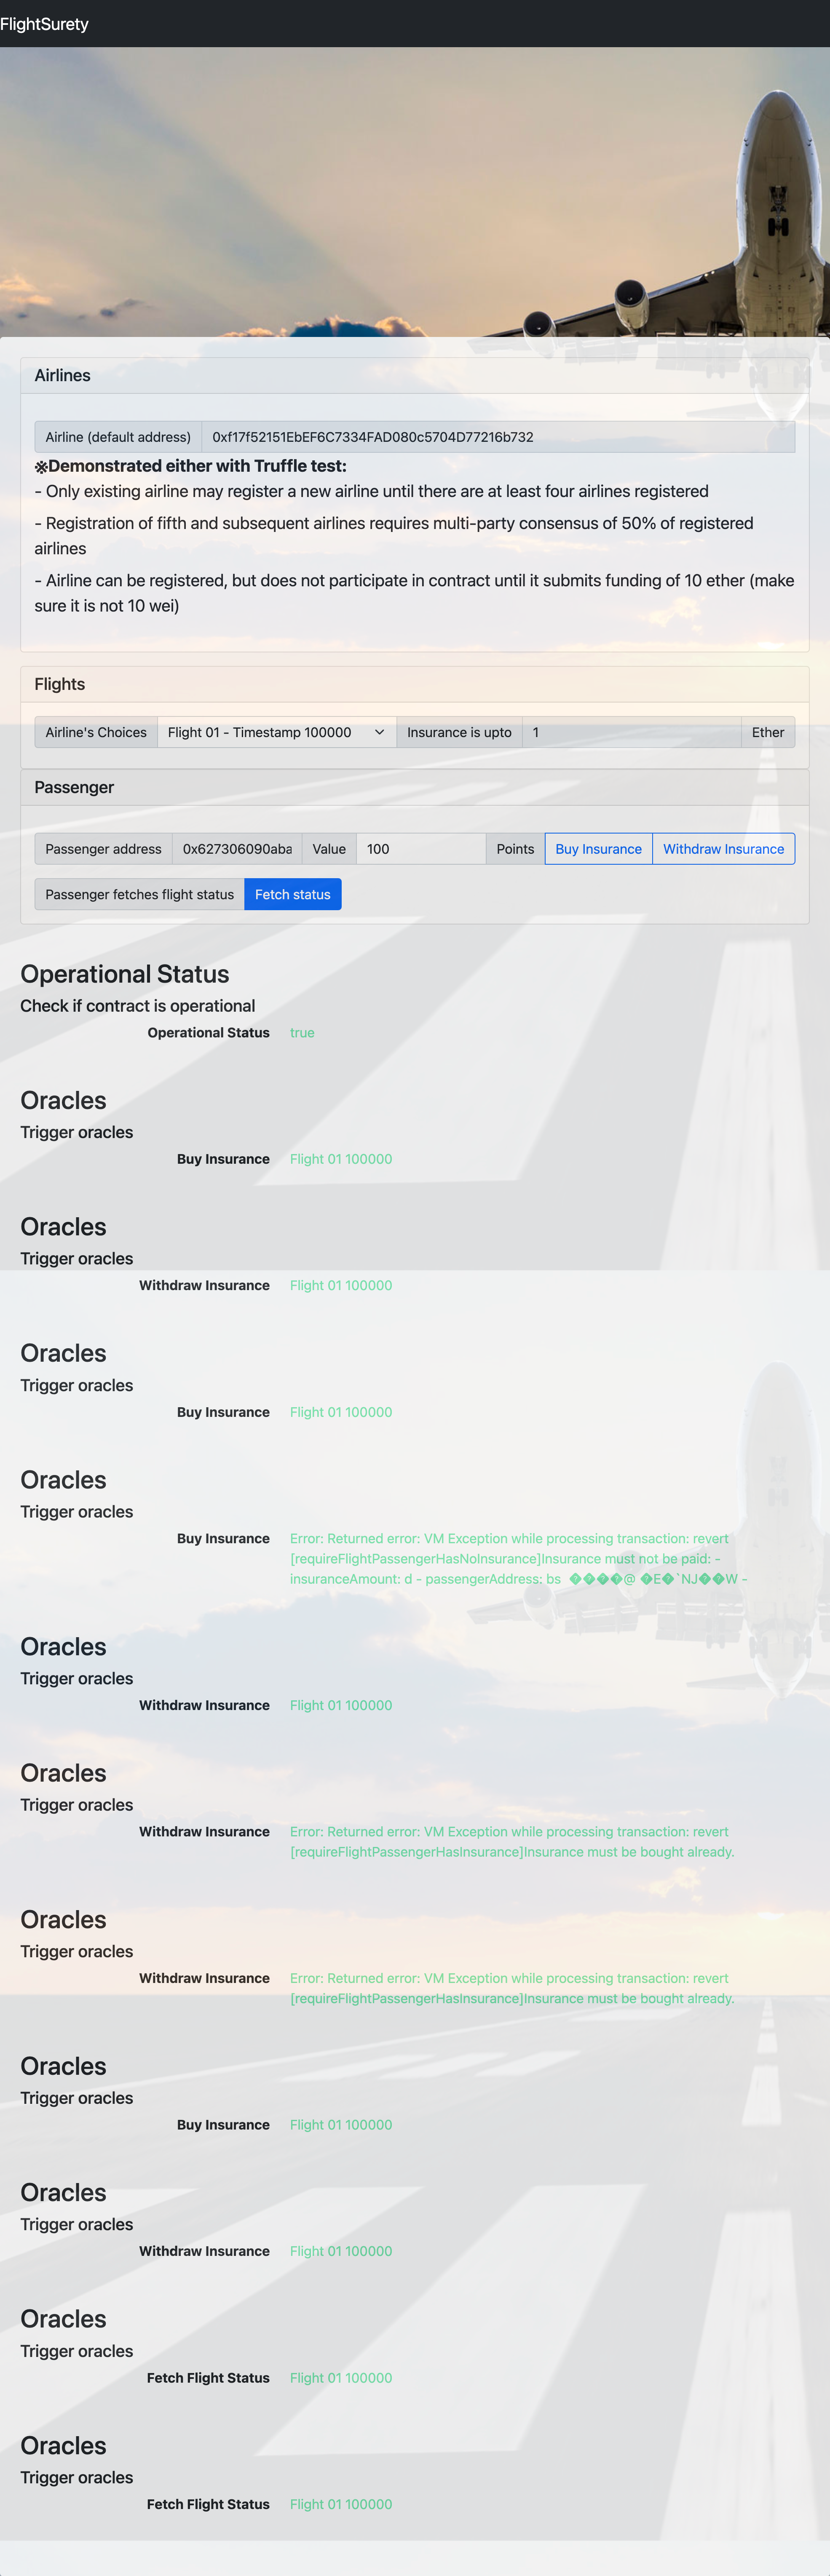 FlightSurety
Airlines
Airline (default address) 0xf17f52151EbEF6C7334FAD080c5704D77216b732
※Demonstrated either with Truffle test:
- Only existing airline may register a new airline until there are at least four airlines registered
- Registration of fifth and subsequent airlines requires multi-party consensus of 50% of registered
airlines
- Airline can be registered, but does not participate in contract until it submits funding of 10 ether (make
sure it is not 10 wei)
Flights
Airline's Choices Flight 01 - Timestamp 100000 Insurance is upto 1 Ether
Passenger
Passenger address 0x627306090aba Value 100 Points Buy Insurance Withdraw Insurance
Passenger fetches flight status Fetch status
Operational Status
Check if contract is operational
Operational Status true
Oracles
Trigger oracles
Buy Insurance Flight 01 100000
Oracles
Trigger oracles
Withdraw Insurance Flight 01 100000
Oracles
Trigger oracles
Buy Insurance Flight 01 100000
Oracles
Trigger oracles
Buy Insurance Error: Returned error: VM Exception while processing transaction: revert
[requireFlightPassengerHasNoInsurance]Insurance must not be paid: -
insuranceAmount: d - passengerAddress: bs ����@ �E�`NJ��W -
Oracles
Trigger oracles
Withdraw Insurance Flight 01 100000
Oracles
Trigger oracles
Withdraw Insurance Error: Returned error: VM Exception while processing transaction: revert
[requireFlightPassengerHasInsurance]Insurance must be bought already.
Oracles
Trigger oracles
Withdraw Insurance Error: Returned error: VM Exception while processing transaction: revert
[requireFlightPassengerHasInsurance]Insurance must be bought already.
Oracles
Trigger oracles
Buy Insurance Flight 01 100000
Oracles
Trigger oracles
Withdraw Insurance Flight 01 100000
Oracles
Trigger oracles
Fetch Flight Status Flight 01 100000
Oracles
Trigger oracles
Fetch Flight Status Flight 01 100000